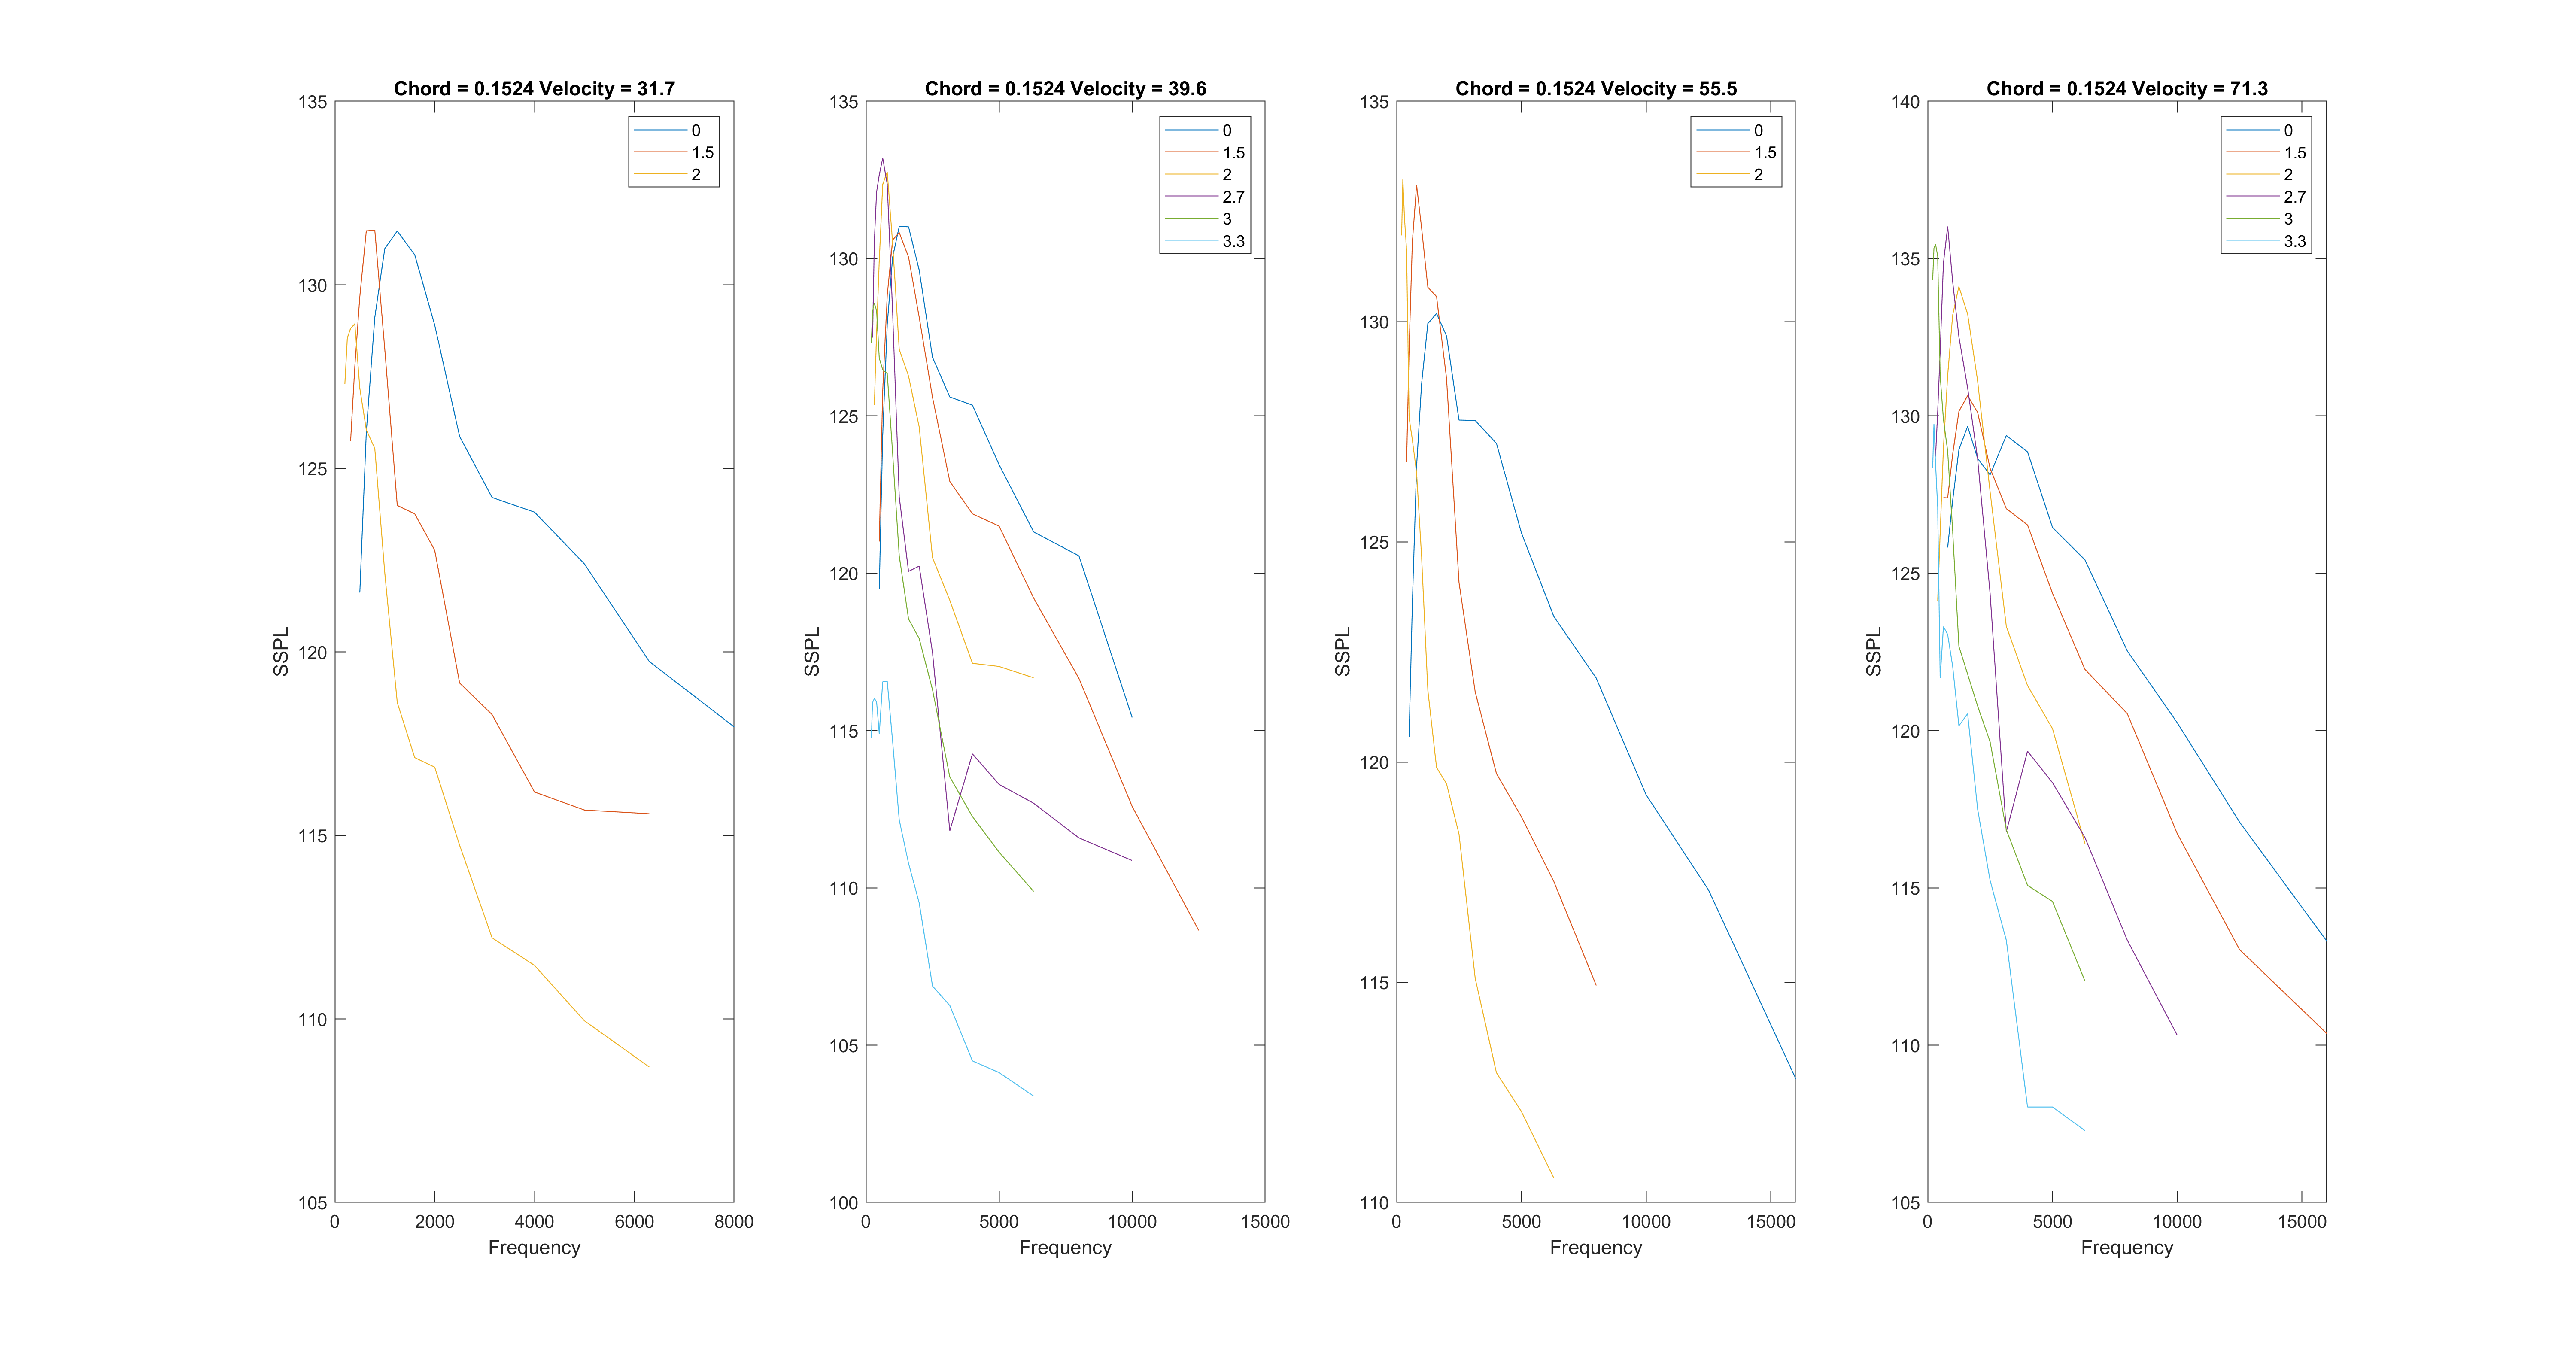 Chord = 0.1524 Velocity = 31.7
135
130
125
120
115
110
105
SSPL
0
1.5
2
0 2000 4000 6000 8000
Frequency
Chord = 0.1524 Velocity = 39.6
135
130
125
120
115
110
105
100
SSPL
0
1.5
2
2.7
3
3.3
0 5000 10000 15000
Frequency
Chord = 0.1524 Velocity = 55.5
135
130
125
120
115
110
SSPL
0
1.5
2
0 5000 10000 15000
Frequency
Chord = 0.1524 Velocity = 71.3
140
135
130
125
120
115
110
105
SSPL
0
1.5
2
2.7
3
3.3
0 5000 10000 15000
Frequency